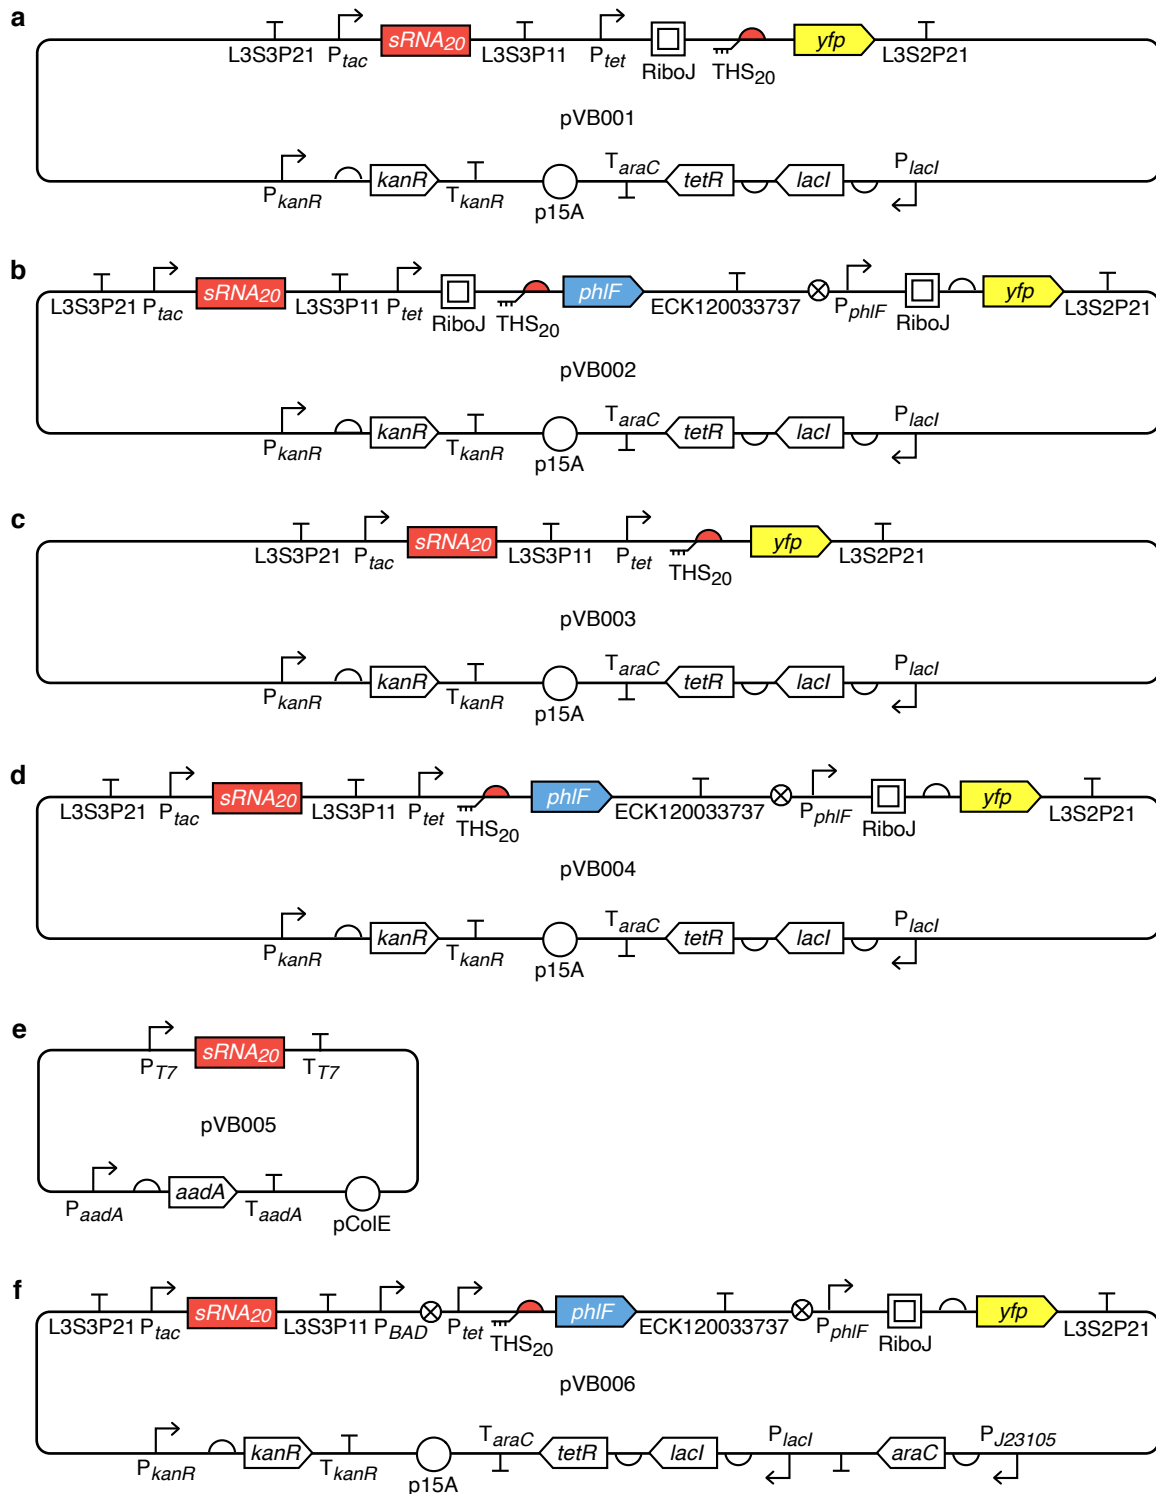 a
L3S3P21 Ptac sRNA20 L3S3P11 Ptet RiboJ THS20 yfp L3S2P21
pVB001
PkanR kanR TkanR p15A TaraC tetR lacI PlacI
b
L3S3P21 Ptac sRNA20 L3S3P11 Ptet RiboJ THS20 phlF ECK120033737 PphlF RiboJ yfp L3S2P21
pVB002
PkanR kanR TkanR p15A TaraC tetR lacI PlacI
c
L3S3P21 Ptac sRNA20 L3S3P11 Ptet THS20 yfp L3S2P21
pVB003
PkanR kanR TkanR p15A TaraC tetR lacI PlacI
d
L3S3P21 Ptac sRNA20 L3S3P11 Ptet THS20 phlF ECK120033737 PphlF RiboJ yfp L3S2P21
pVB004
PkanR kanR TkanR p15A TaraC tetR lacI PlacI
e
PT7 sRNA20 TT7
pVB005
PaadA aadA TaadA pColE
f
L3S3P21 Ptac sRNA20 L3S3P11 PBAD Ptet THS20 phlF ECK120033737 PphlF RiboJ yfp L3S2P21
pVB006
PkanR kanR TkanR p15A TaraC tetR lacI PlacI araC PJ23105